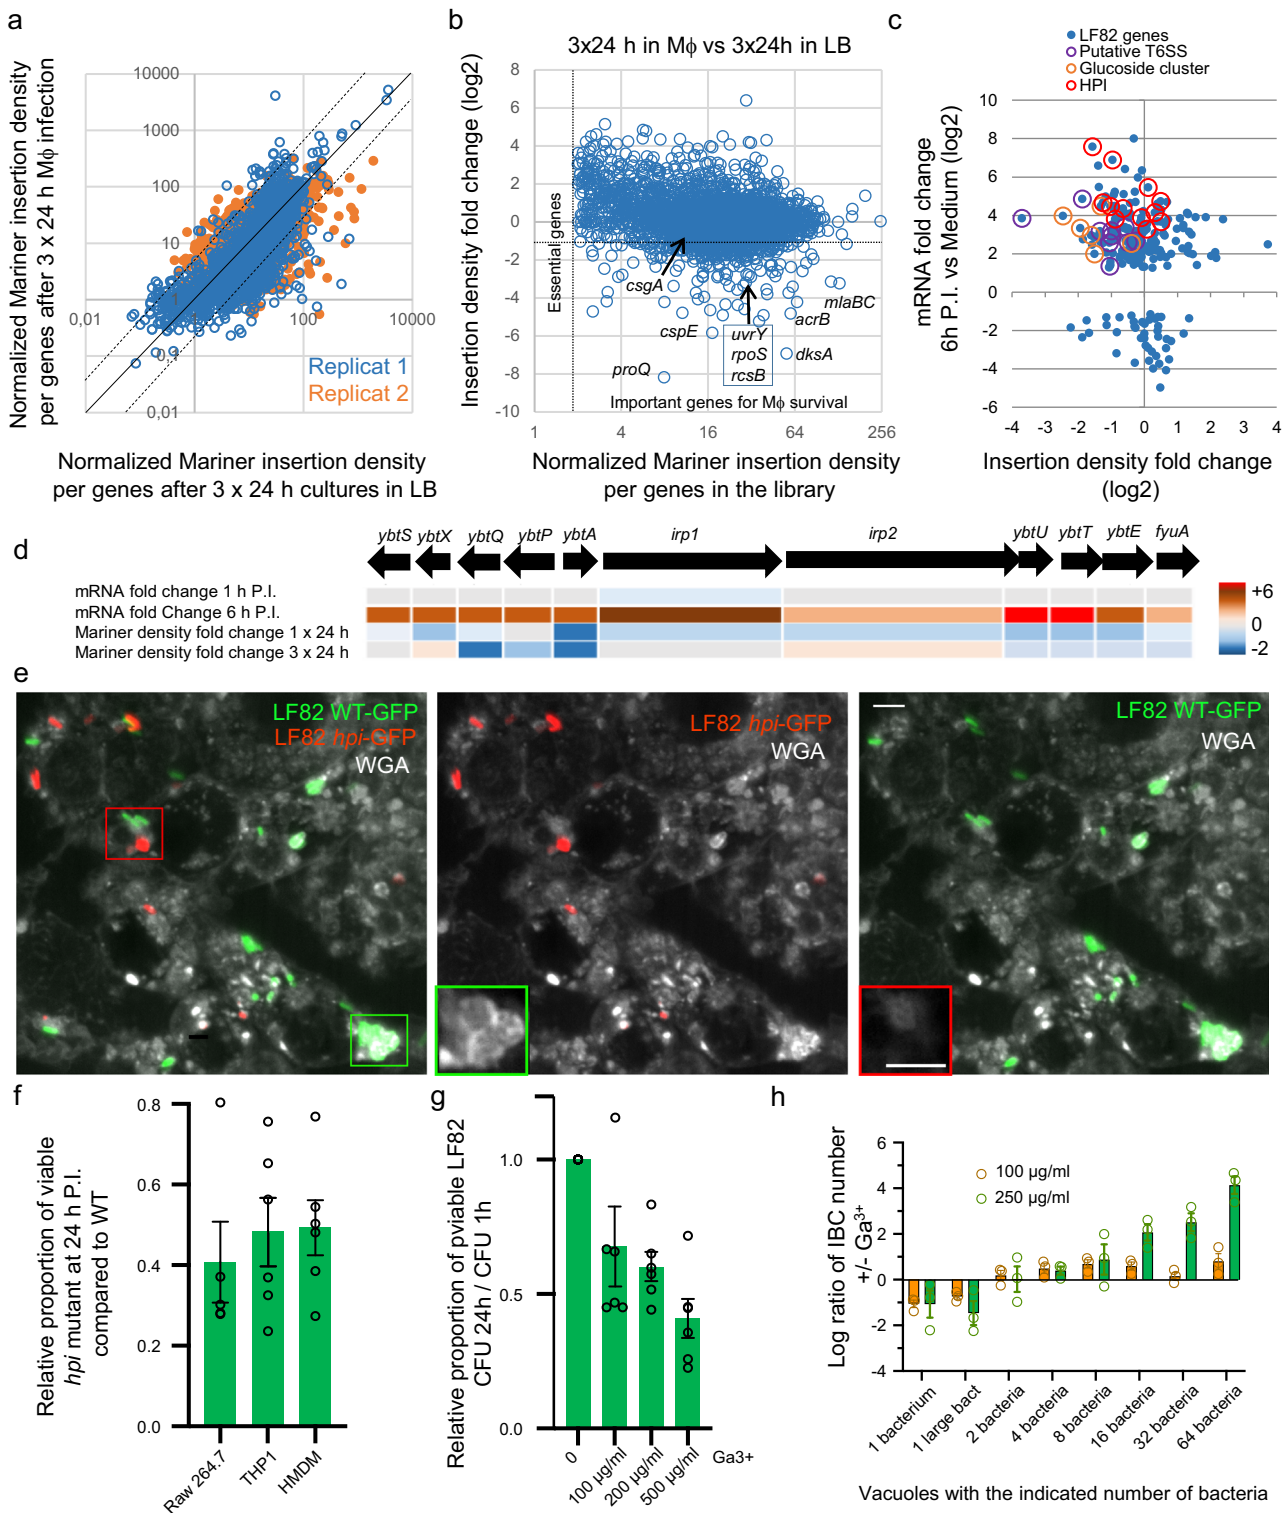 a
Normalized Mariner insertion density
per genes after 3 x 24 h Mϕ infection
10000
1000
100
10
1
0,1
0,01
0,01
100
10000
Replicat 1
Replicat 2
Normalized Mariner insertion density
per genes after 3 x 24 h cultures in LB
b
3x24 h in Mϕ vs 3x24h in LB
Insertion density fold change (log2)
8
6
4
2
0
-2
-4
-6
-8
-10
Essential genes
csgA
cspE
proQ
uvrY
rpoS
rcsB
mlaBC
acrB
dksA
Important genes for Mϕ survival
1
4
16
64
256
Normalized Mariner insertion density
per genes in the library
c
LF82 genes
Putative T6SS
Glucoside cluster
HPI
mRNA fold change
6h P.I. vs Medium (log2)
10
8
6
4
2
0
-2
-4
-6
-4
-3
-2
-1
0
1
2
3
4
Insertion density fold change
(log2)
d
ybtS
ybtX
ybtQ
ybtP
ybtA
irp1
irp2
ybtU
ybtT
ybtE
fyuA
mRNA fold change 1 h P.I.
mRNA fold Change 6 h P.I.
Mariner density fold change 1 x 24 h
Mariner density fold change 3 x 24 h
+6
0
-2
e
LF82 WT-GFP
LF82 hpi-GFP
WGA
LF82 hpi-GFP
WGA
LF82 WT-GFP
WGA
f
Relative proportion of viable
hpi mutant at 24 h P.I.
compared to WT
0.8
0.6
0.4
0.2
0.0
Raw 264.7
THP1
HMDM
g
Relative proportion of pviable LF82
CFU 24h / CFU 1h
1.0
0.5
0.0
0
100 µg/ml
200 µg/ml
500 µg/ml
Ga3+
h
Log ratio of IBC number
+/- Ga3+
6
4
2
0
-2
-4
100 µg/ml
250 µg/ml
1 bacterium
1 large bact
2 bacteria
4 bacteria
8 bacteria
16 bacteria
32 bacteria
64 bacteria
Vacuoles with the indicated number of bacteria